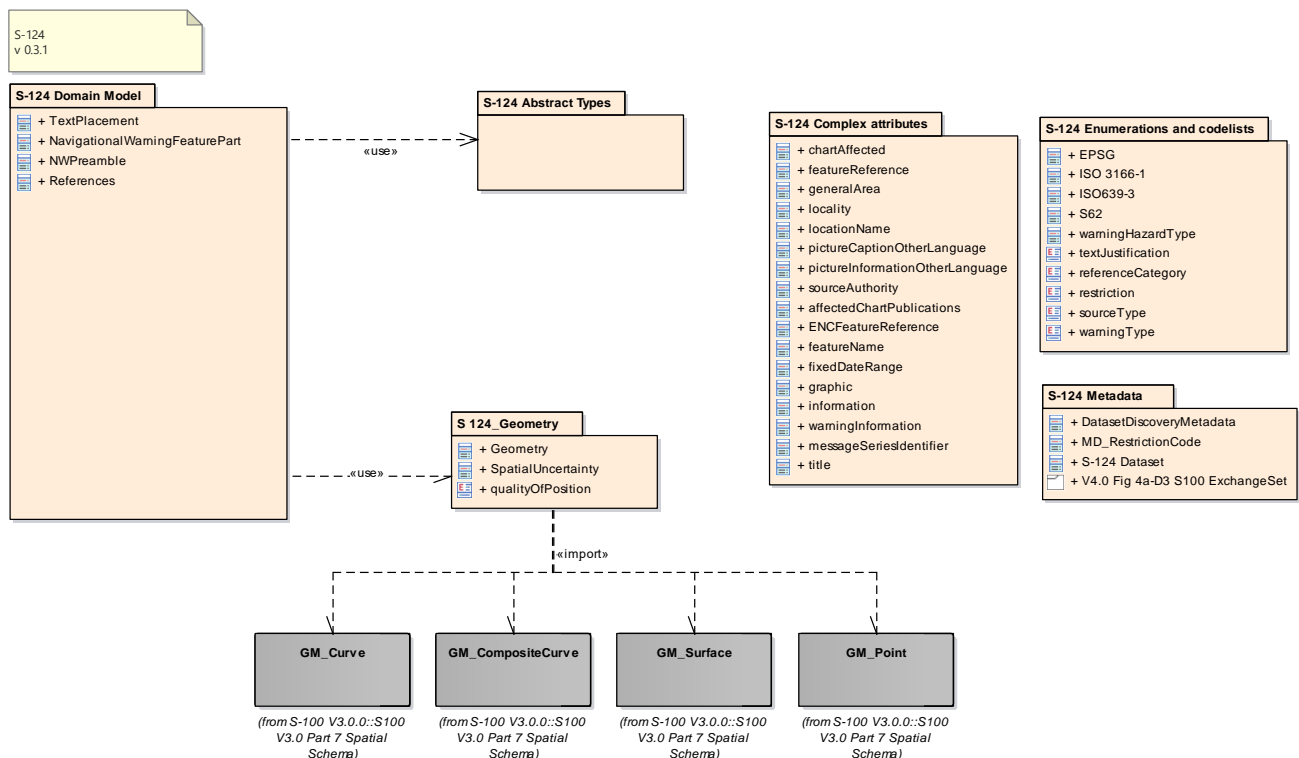 S-124
v 0.3.1
S-124 Domain Model
+ TextPlacement
+ NavigationalWarningFeaturePart
+ NWPreamble
+ References
«use»
S-124 Abstract Types
«use»
S 124_Geometry
+ Geometry
+ SpatialUncertainty
+ qualityOfPosition
S-124 Complex attributes
+ chartAffected
+ featureReference
+ generalArea
+ locality
+ locationName
+ pictureCaptionOtherLanguage
+ pictureInformationOtherLanguage
+ sourceAuthority
+ affectedChartPublications
+ ENCFeatureReference
+ featureName
+ fixedDateRange
+ graphic
+ information
+ warningInformation
+ messageSeriesIdentifier
+ title
S-124 Enumerations and codelists
+ EPSG
+ ISO 3166-1
+ ISO639-3
+ S62
+ warningHazardType
+ textJustification
+ referenceCategory
+ restriction
+ sourceType
+ warningType
S-124 Metadata
+ DatasetDiscoveryMetadata
+ MD_RestrictionCode
+ S-124 Dataset
+ V4.0 Fig 4a-D3 S100 ExchangeSet
«import»
GM_Curve
(from S-100 V3.0.0::S100
V3.0 Part 7 Spatial
Schema)
GM_CompositeCurve
(from S-100 V3.0.0::S100
V3.0 Part 7 Spatial
Schema)
GM_Surface
(from S-100 V3.0.0::S100
V3.0 Part 7 Spatial
Schema)
GM_Point
(from S-100 V3.0.0::S100
V3.0 Part 7 Spatial
Schema)